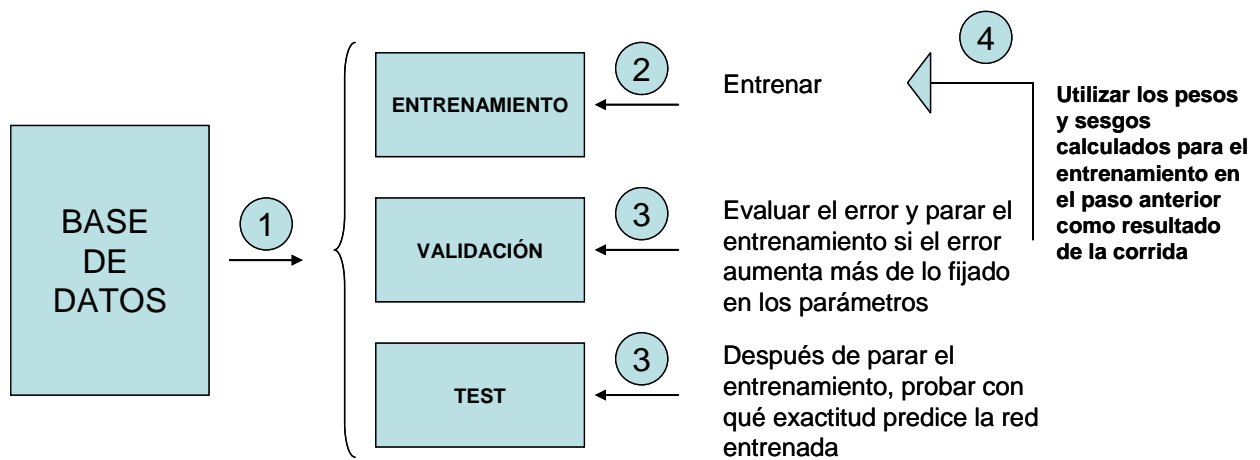 BASE
DE
DATOS
1
ENTRENAMIENTO
2
Entrenar
4
Utilizar los pesos
y sesgos
calculados para el
entrenamiento en
el paso anterior
como resultado
de la corrida
VALIDACIÓN
3
Evaluar el error y parar el
entrenamiento si el error
aumenta más de lo fijado
en los parámetros
TEST
3
Después de parar el
entrenamiento, probar con
qué exactitud predice la red
entrenada